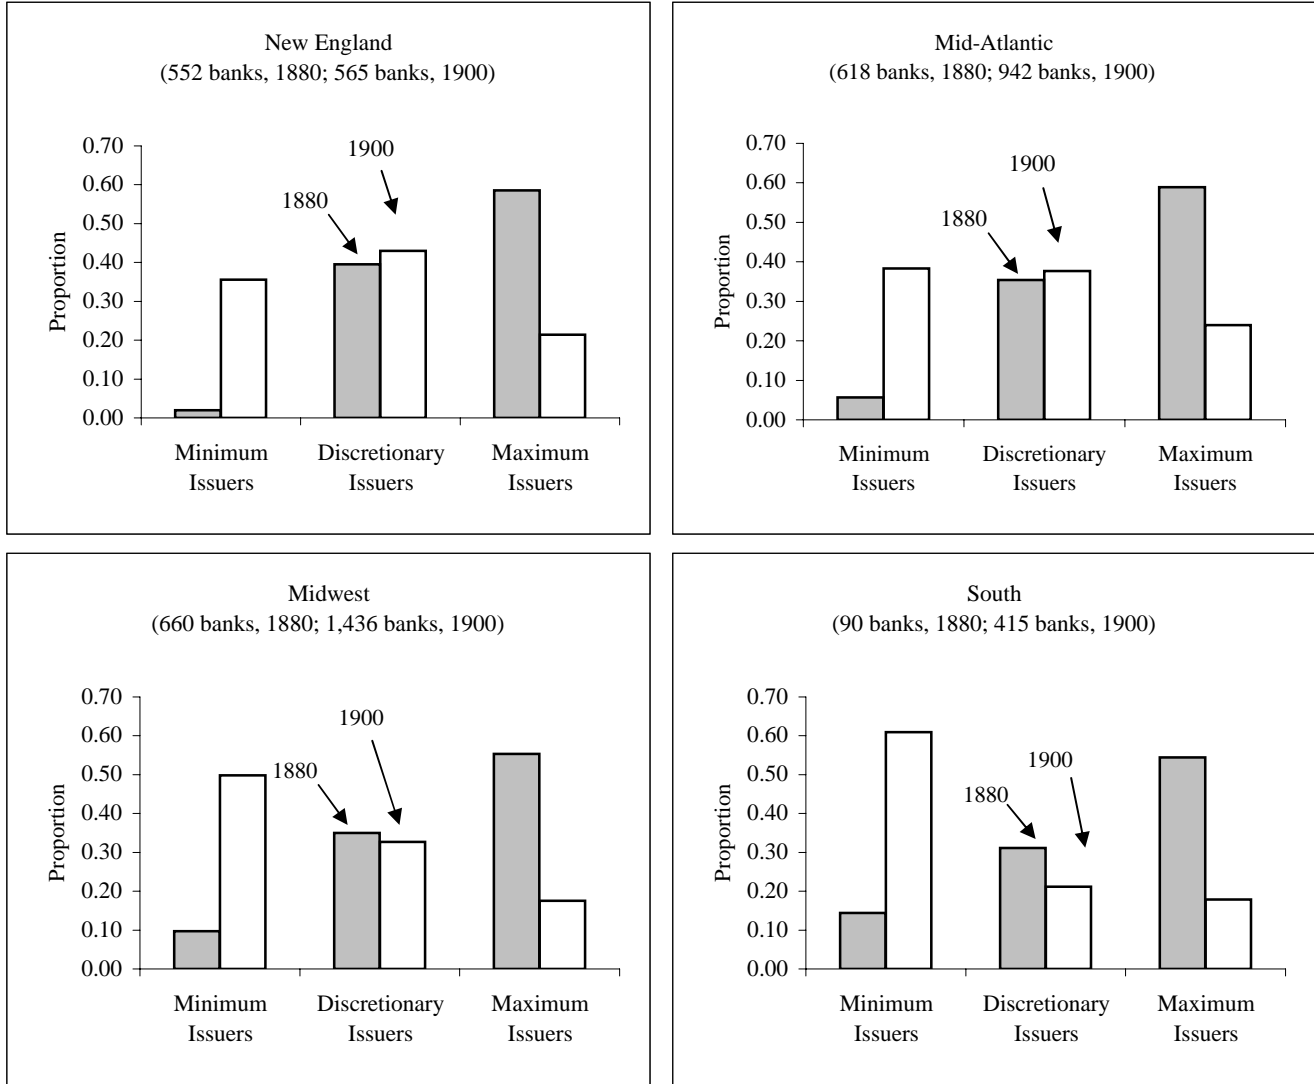 New England
(552 banks, 1880; 565 banks, 1900)
0.70
0.60
0.50
0.40
0.30
0.20
0.10
0.00
Proportion
1900
1880
Minimum Issuers
Discretionary Issuers
Maximum Issuers
Mid-Atlantic
(618 banks, 1880; 942 banks, 1900)
0.70
0.60
0.50
0.40
0.30
0.20
0.10
0.00
Proportion
1900
1880
Minimum Issuers
Discretionary Issuers
Maximum Issuers
Midwest
(660 banks, 1880; 1,436 banks, 1900)
0.70
0.60
0.50
0.40
0.30
0.20
0.10
0.00
Proportion
1900
1880
Minimum Issuers
Discretionary Issuers
Maximum Issuers
South
(90 banks, 1880; 415 banks, 1900)
0.70
0.60
0.50
0.40
0.30
0.20
0.10
0.00
Proportion
1900
1880
Minimum Issuers
Discretionary Issuers
Maximum Issuers